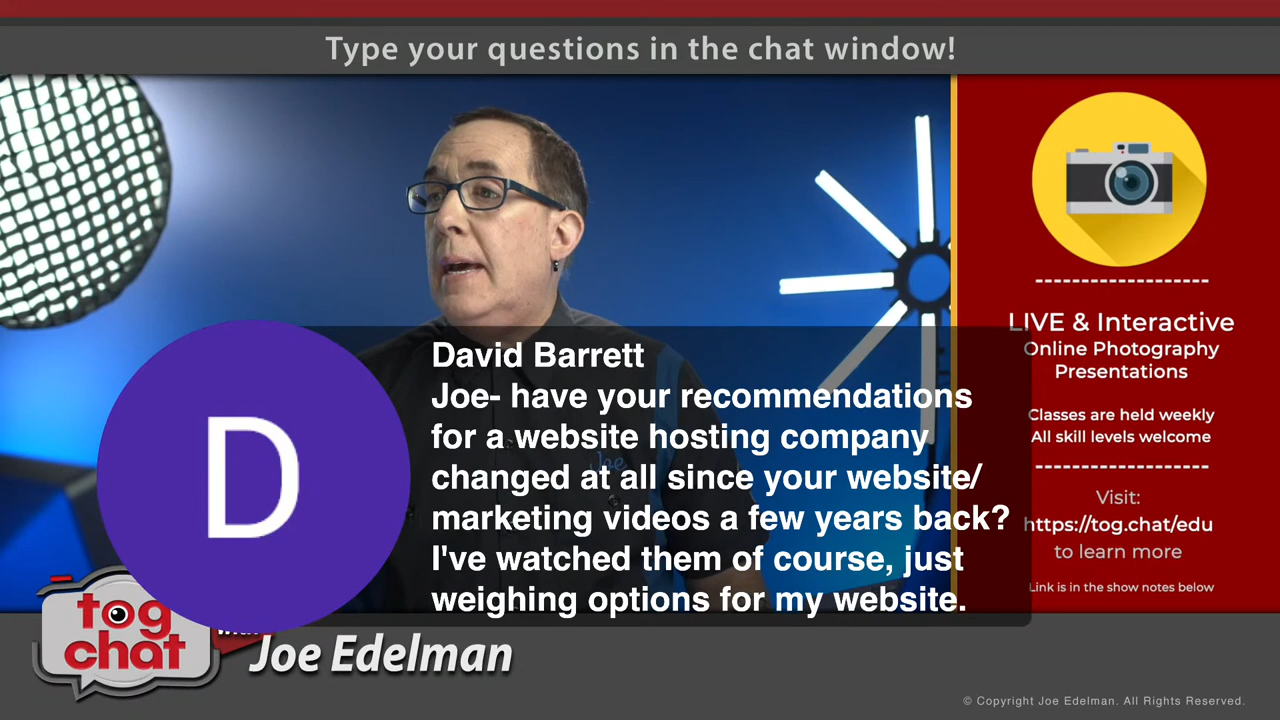 Type your questions in the chat window!
D
David Barrett
Joe- have your recommendations
for a website hosting company
changed at all since your website/
marketing videos a few years back?
I've watched them of course, just
weighing options for my website.
Joe
LIVE & Interactive
Online Photography
Presentations
Classes are held weekly
All skill levels welcome
Visit:
https://tog.chat/edu
to learn more
Link is in the show notes below
tog
chat
with
Joe Edelman
© Copyright Joe Edelman. All Rights Reserved.